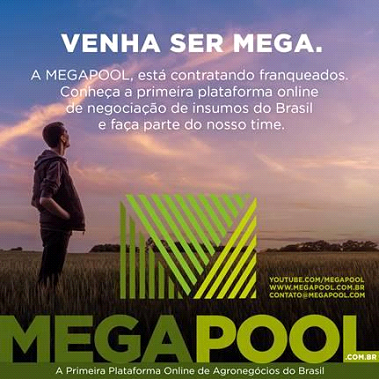 VENHA SER MEGA.
A MEGAPOOL, está contratando franqueados.
Conheça a primeira plataforma online
de negociação de insumos do Brasil
e faça parte do nosso time.
YOUTUBE.COM/MEGAPOOL
WWW.MEGAPOOL.COM.BR
CONTATO@MEGAPOOL.COM
MEGAPOOL
.COM.BR
A Primeira Plataforma Online de Agronegócios do Brasil